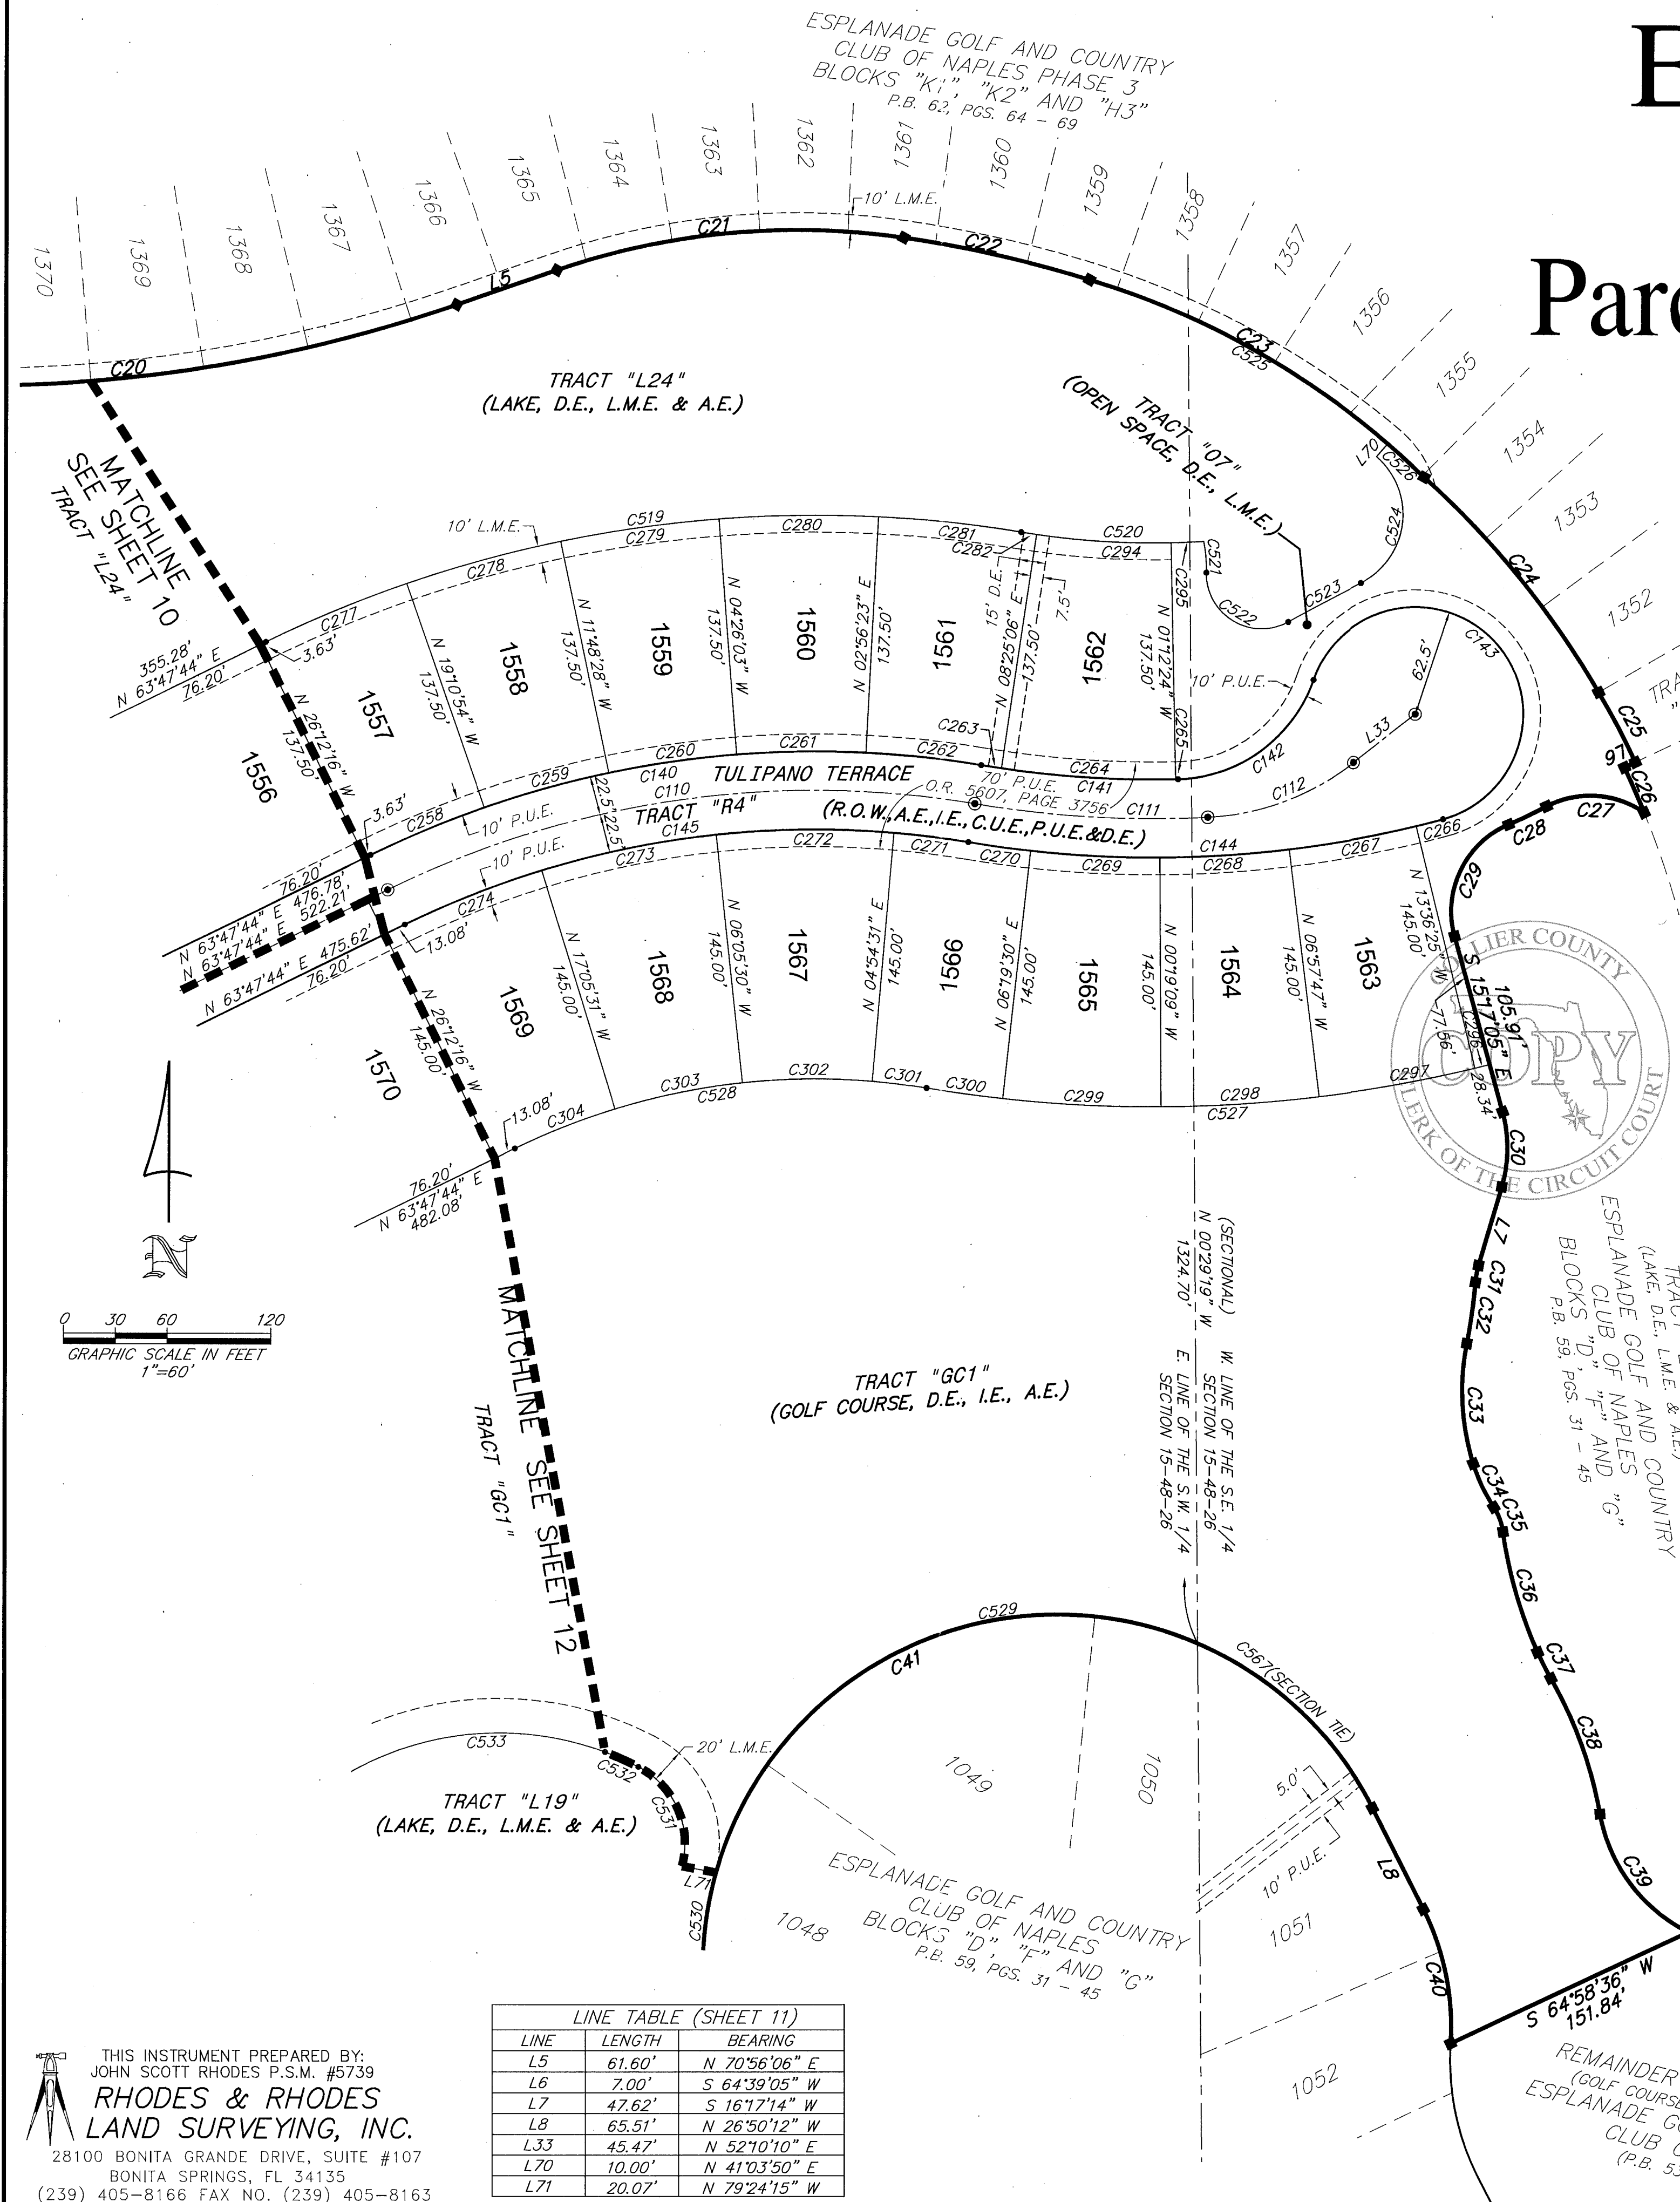 E
Parc
ESPLANADE GOLF AND COUNTRY
CLUB OF NAPLES PHASE 3
BLOCKS "K1", "K2" AND "H3"
P.B. 62, PGS. 64 - 69
1370
1369
1368
1367
1366
1365
1364
1363
1362
1361
1360
1359
1358
1357
1356
1355
1354
1353
1352
10' L.M.E.
C20
L5
C21
C22
C23
C525
L70
C526
C524
C24
C25
97
C26
C27
C28
C29
TRACT "L24"
(LAKE, D.E., L.M.E. & A.E.)
TRACT "07"
(OPEN SPACE, D.E., L.M.E.)
MATCHLINE
SEE SHEET 10
TRACT "L24"
10' L.M.E.
C519
C279
C280
C281
C282
C520
C294
C295
C521
C522
C523
C278
C277
355.28'
N 63°47'44" E
76.20'
3.63'
N 26°12'16" W
137.50'
N 19°10'54" W
137.50'
N 11°48'28" W
137.50'
N 04°26'03" W
137.50'
N 02°56'23" E
137.50'
15' D.E.
N 08°25'06" E
137.50'
7.5'
N 01°12'24" W
137.50'
1556
1557
1558
1559
1560
1561
1562
10' P.U.E.
62.5'
C143
L33
C142
C112
C265
C263
C262
C261
C260
C259
C258
C264
C140
C110
C141
C111
TULIPANO TERRACE
70' P.U.E.
O.R. 5607, PAGE 3756
TRACT "R4"
(R.O.W.,A.E.,I.E.,C.U.E.,P.U.E.&D.E.)
22.5'
22.5'
3.63'
10' P.U.E.
10' P.U.E.
C145
C144
C266
C267
C268
C269
C270
C271
C272
C273
C274
76.20'
N 63°47'44" E 476.78'
N 63°47'44" E 522.21'
N 63°47'44" E 475.62'
76.20'
13.08'
N 26°12'16" W
145.00'
N 17°05'31" W
145.00'
N 06°05'30" W
145.00'
N 04°54'31" E
145.00'
N 06°19'30" E
145.00'
N 00°19'09" W
145.00'
N 06°57'47" W
145.00'
N 13°36'25" W
145.00'
1570
1569
1568
1567
1566
1565
1564
1563
S 15°17'05" E
105.91'
77.56'
C296
28.34'
C297
C298
C527
C299
C300
C301
C302
C303
C528
C304
13.08'
76.20'
N 63°47'44" E
482.08'
COLLIER COUNTY
COPY
CLERK OF THE CIRCUIT COURT
N
0 30 60 120
GRAPHIC SCALE IN FEET
1"=60'
MATCHLINE SEE SHEET 12
TRACT "GC1"
TRACT "GC1"
(GOLF COURSE, D.E., I.E., A.E.)
(SECTIONAL)
N 00°29'19" W
1324.70'
W. LINE OF THE S.E. 1/4
SECTION 15-48-26
E. LINE OF THE S.W. 1/4
SECTION 15-48-26
C30
L7
C31
C32
C33
C34
C35
C36
C37
C38
C39
(LAKE, D.E., L.M.E. & A.E.)
ESPLANADE GOLF AND COUNTRY
CLUB OF NAPLES
BLOCKS "D", "F" AND "G"
P.B. 59, PGS. 31 - 45
C529
C41
C567(SECTION TIE)
C533
20' L.M.E.
C532
C531
L71
C530
TRACT "L19"
(LAKE, D.E., L.M.E. & A.E.)
1049
1050
1048
5.0'
10' P.U.E.
L8
C40
1051
1052
ESPLANADE GOLF AND COUNTRY
CLUB OF NAPLES
BLOCKS "D", "F" AND "G"
P.B. 59, PGS. 31 - 45
S 64°58'36" W
151.84'
REMAINDER
(GOLF COURSE
ESPLANADE GO
CLUB O
(P.B. 53
THIS INSTRUMENT PREPARED BY:
JOHN SCOTT RHODES P.S.M. #5739
RHODES & RHODES
LAND SURVEYING, INC.
28100 BONITA GRANDE DRIVE, SUITE #107
BONITA SPRINGS, FL 34135
(239) 405-8166 FAX NO. (239) 405-8163
LINE TABLE (SHEET 11)
LINE LENGTH BEARING
L5 61.60' N 70°56'06" E
L6 7.00' S 64°39'05" W
L7 47.62' S 16°17'14" W
L8 65.51' N 26°50'12" W
L33 45.47' N 52°10'10" E
L70 10.00' N 41°03'50" E
L71 20.07' N 79°24'15" W